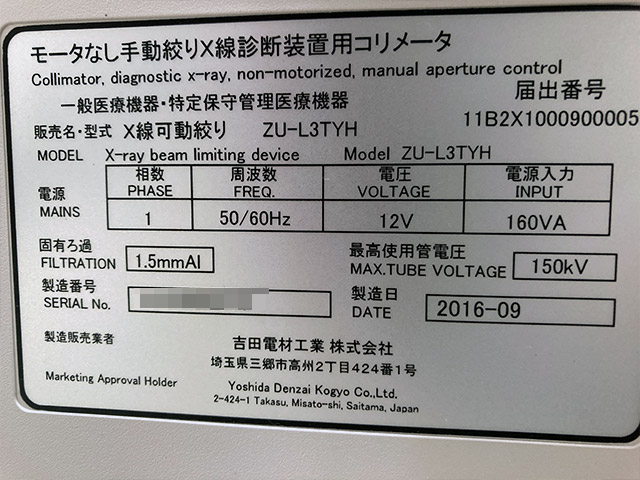 モータなし手動絞りX線診断装置用コリメータ
Collimator, diagnostic x-ray, non-motorized, manual aperture control
一般医療機器・特定保守管理医療機器
届出番号
11B2X1000900005
販売名・型式 X線可動絞り ZU-L3TYH
MODEL X-ray beam limiting device Model ZU-L3TYH
電源 MAINS
相数 PHASE
周波数 FREQ.
電圧 VOLTAGE
電源入力 INPUT
1 50/60Hz 12V 160VA
固有ろ過
FILTRATION 1.5mmAl
最高使用管電圧
MAX.TUBE VOLTAGE 150kV
製造番号
SERIAL No.
製造日
DATE 2016-09
製造販売業者
吉田電材工業 株式会社
埼玉県三郷市高州2丁目424番1号
Marketing Approval Holder
Yoshida Denzai Kogyo Co.,Ltd.
2-424-1 Takasu, Misato-shi, Saitama, Japan